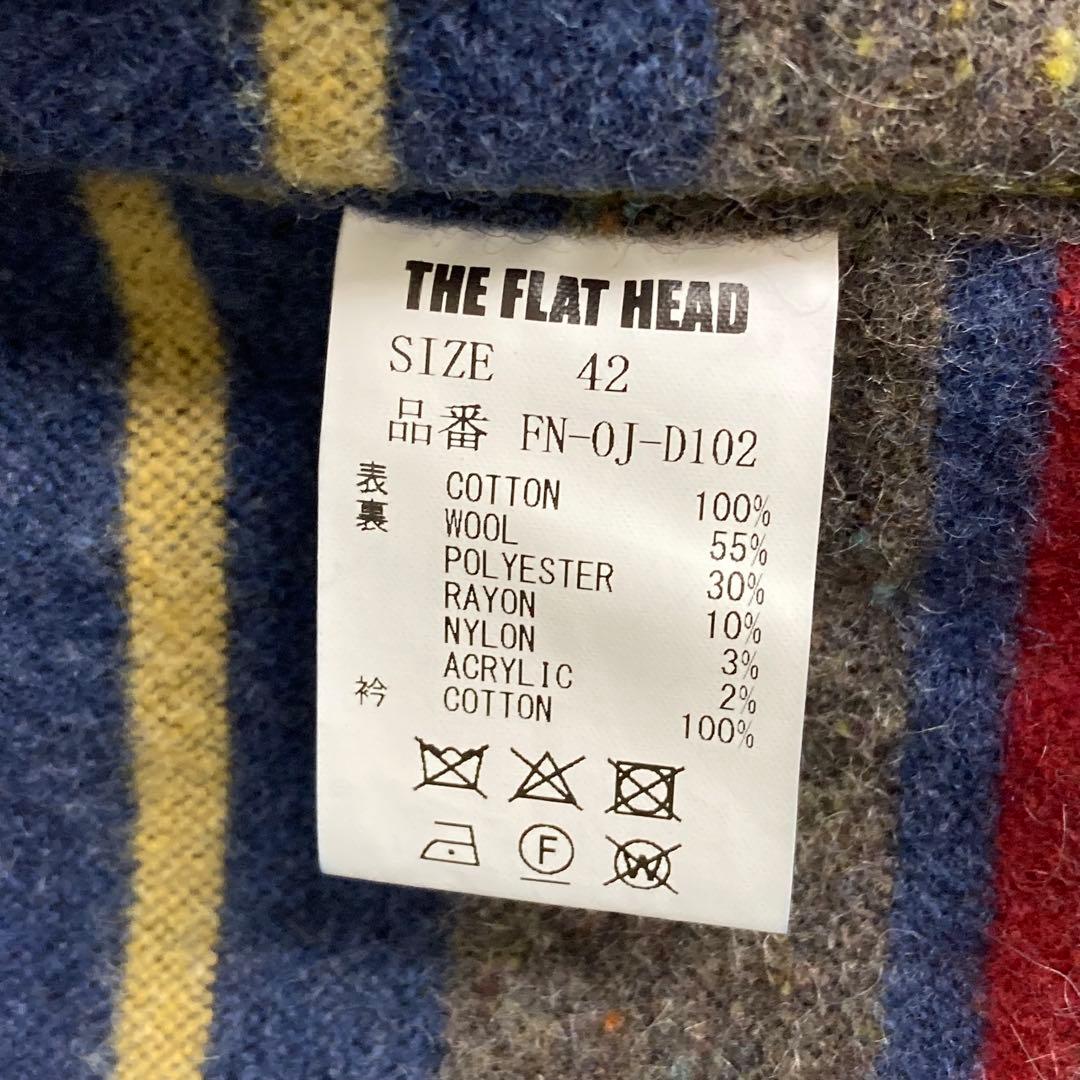 THE FLAT HEAD
SIZE 42
品番 FN-OJ-D102
表 COTTON 100%
裏 WOOL 55%
POLYESTER 30%
RAYON 10%
NYLON 3%
ACRYLIC 2%
衿 COTTON 100%
F
W